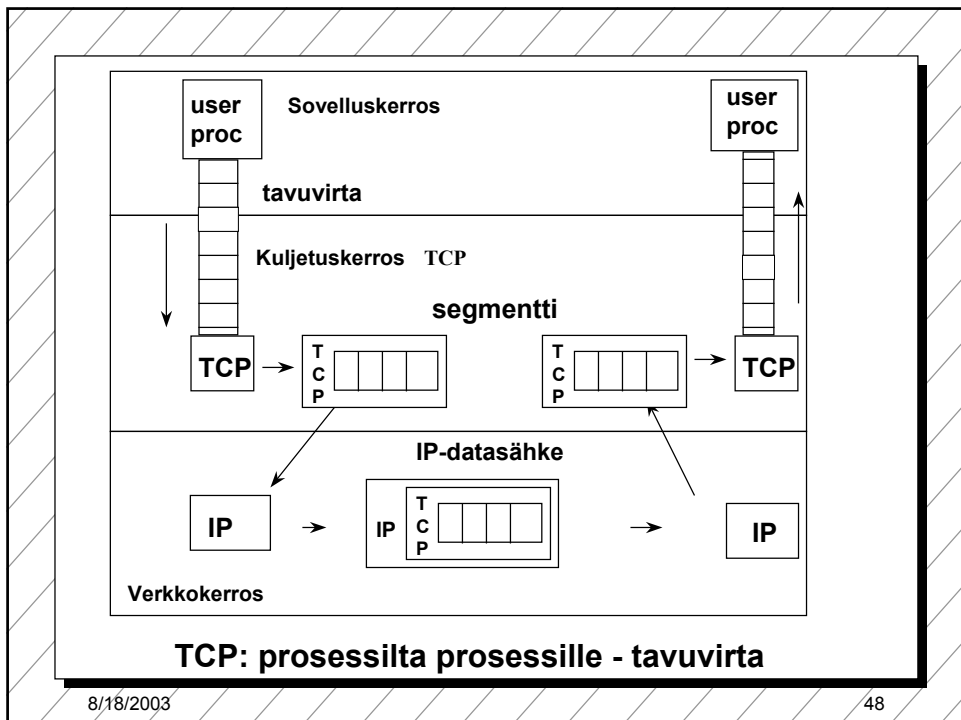 user
proc
Sovelluskerros
user
proc
tavuvirta
Kuljetuskerros TCP
segmentti
TCP
T
C
P
T
C
P
TCP
IP-datasähke
IP
IP
T
C
P
IP
Verkkokerros
TCP: prosessilta prosessille - tavuvirta
8/18/2003
48